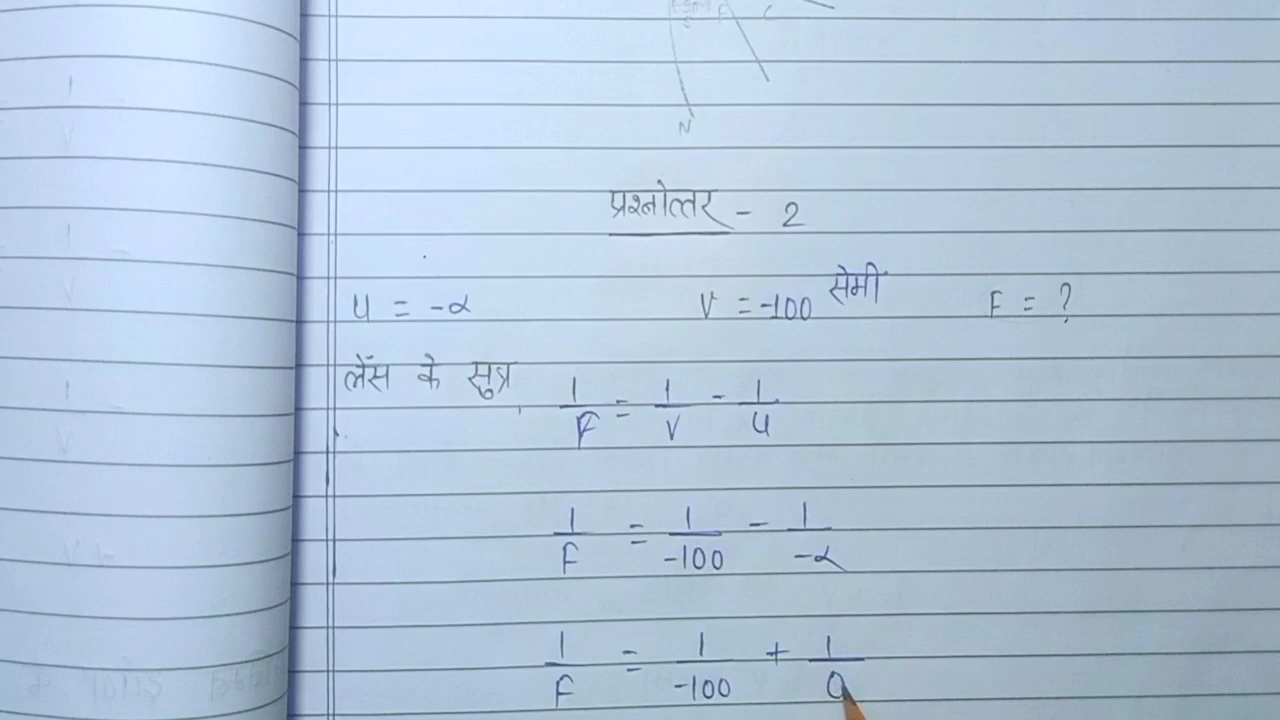 N
प्रश्नोत्तर - 2
u = -α V = -100 सेमी F = ?
लेंस के सुत्र 1/F = 1/V - 1/u
1/F = 1/-100 - 1/-α
1/F = 1/-100 + 1/